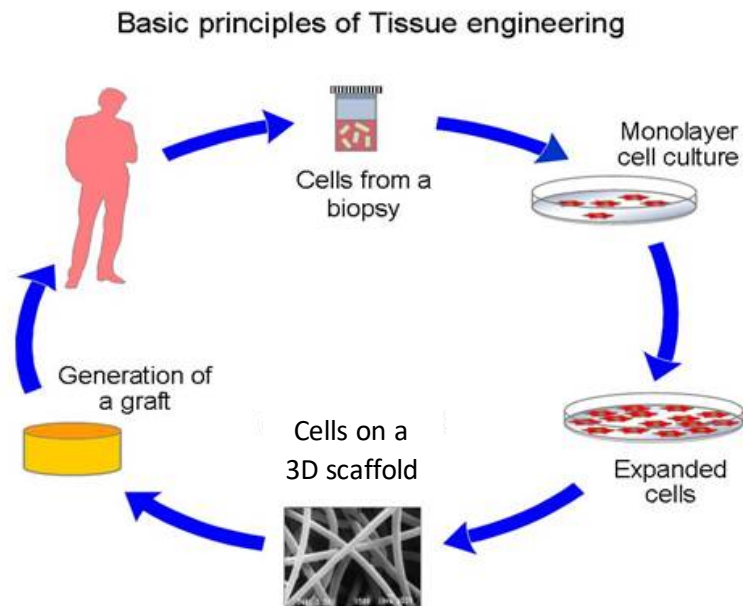 Basic principles of Tissue engineering
Cells from a
biopsy
Monolayer
cell culture
Expanded
cells
Cells on a
3D scaffold
Generation of
a graft